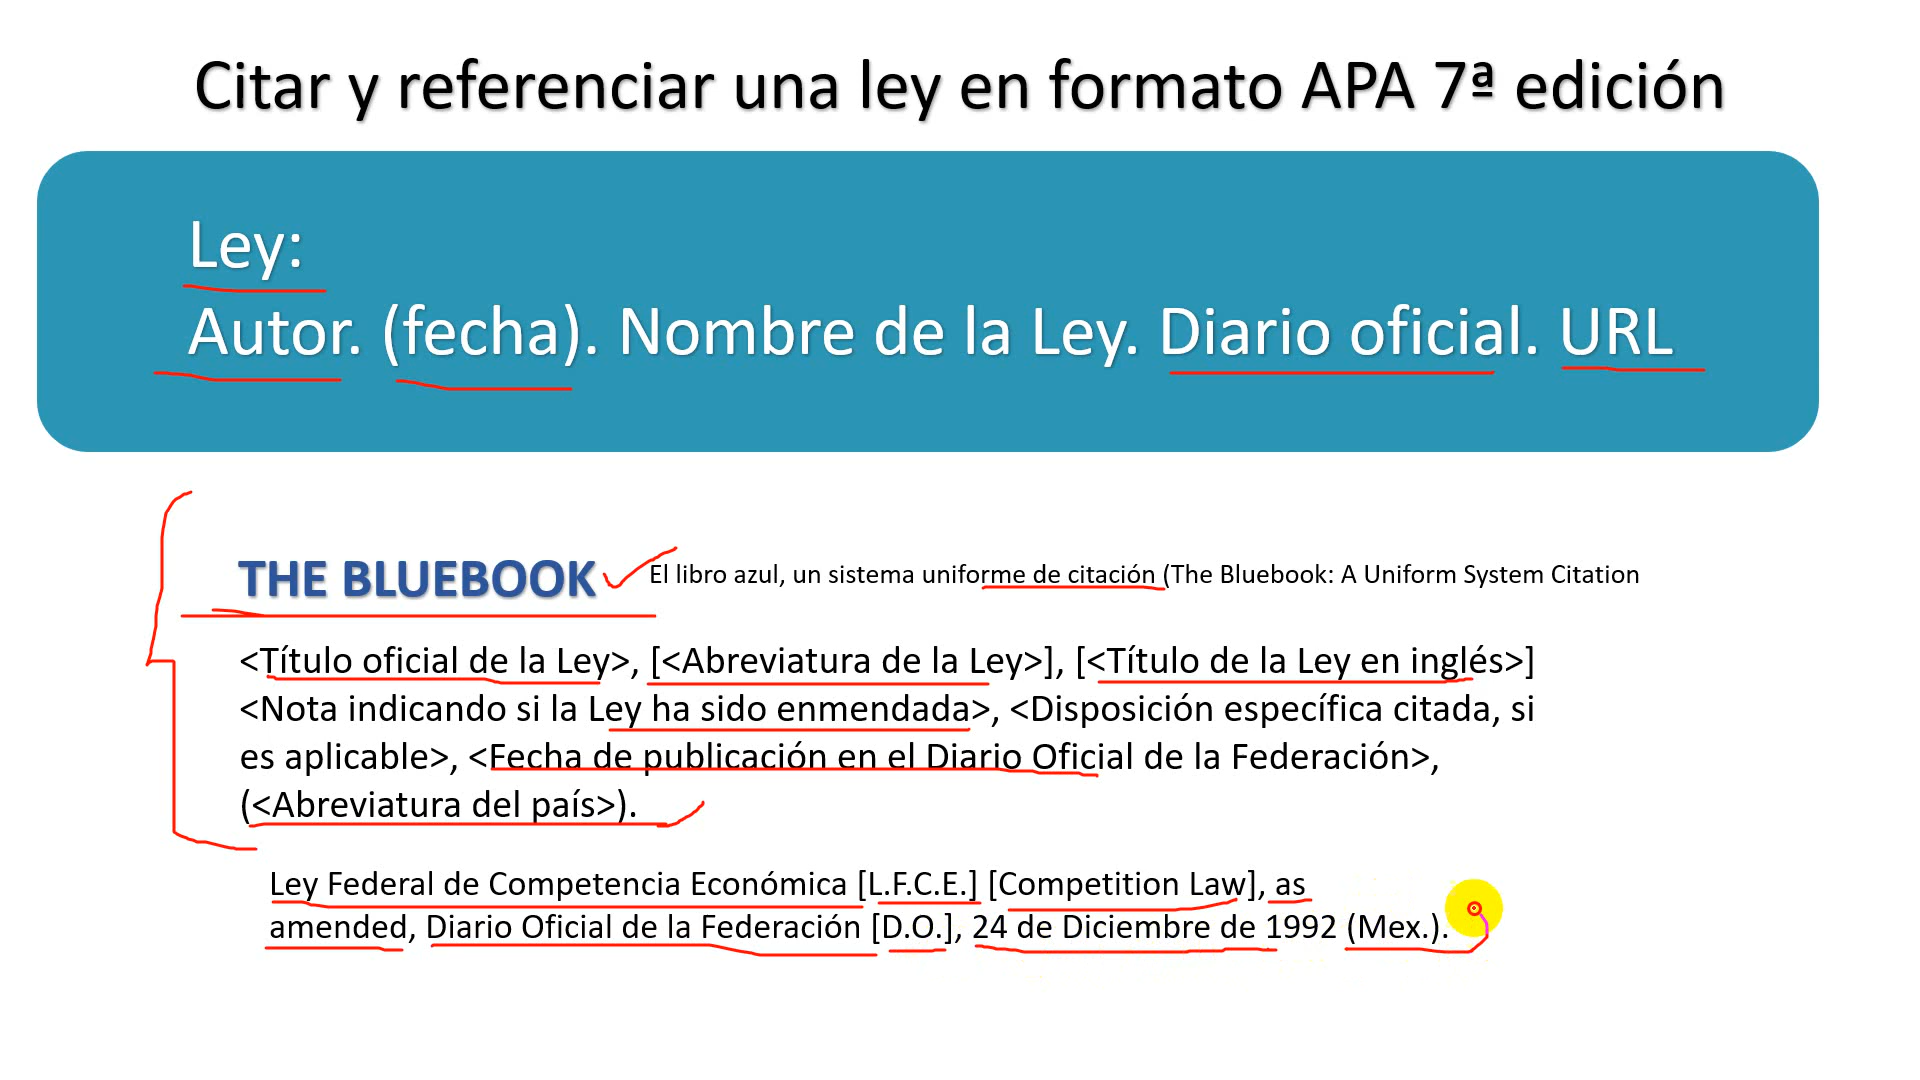 Citar y referenciar una ley en formato APA 7ª edición
Ley:
Autor. (fecha). Nombre de la Ley. Diario oficial. URL
THE BLUEBOOK
El libro azul, un sistema uniforme de citación (The Bluebook: A Uniform System Citation
<Título oficial de la Ley>, [<Abreviatura de la Ley>], [<Título de la Ley en inglés>]
<Nota indicando si la Ley ha sido enmendada>, <Disposición específica citada, si
es aplicable>, <Fecha de publicación en el Diario Oficial de la Federación>,
(<Abreviatura del país>).
Ley Federal de Competencia Económica [L.F.C.E.] [Competition Law], as
amended, Diario Oficial de la Federación [D.O.], 24 de Diciembre de 1992 (Mex.).